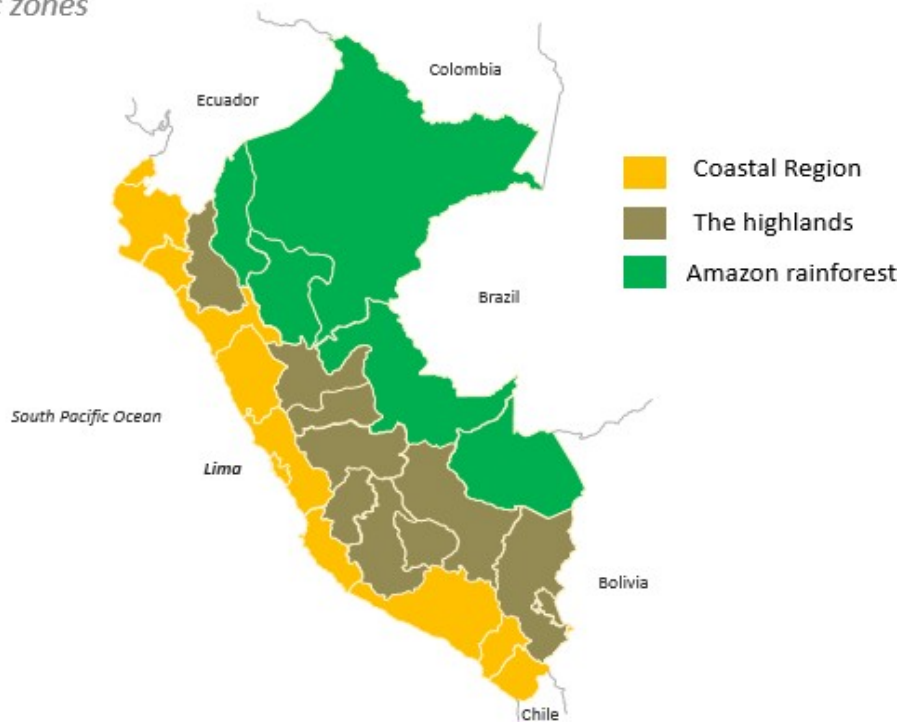 zones
Colombia
Ecuador
Coastal Region
The highlands
Amazon rainforest
Brazil
South Pacific Ocean
Lima
Bolivia
Chile